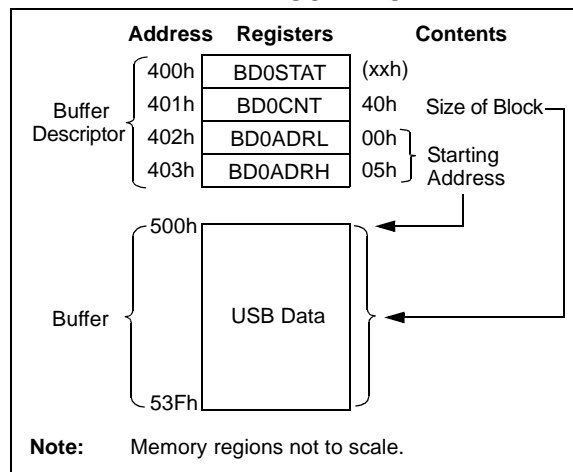 Address Registers Contents
400h BD0STAT (xxh)
401h BD0CNT 40h Size of Block
Buffer
Descriptor
402h BD0ADRL 00h
403h BD0ADRH 05h
Starting
Address
500h
Buffer
USB Data
53Fh
Note: Memory regions not to scale.